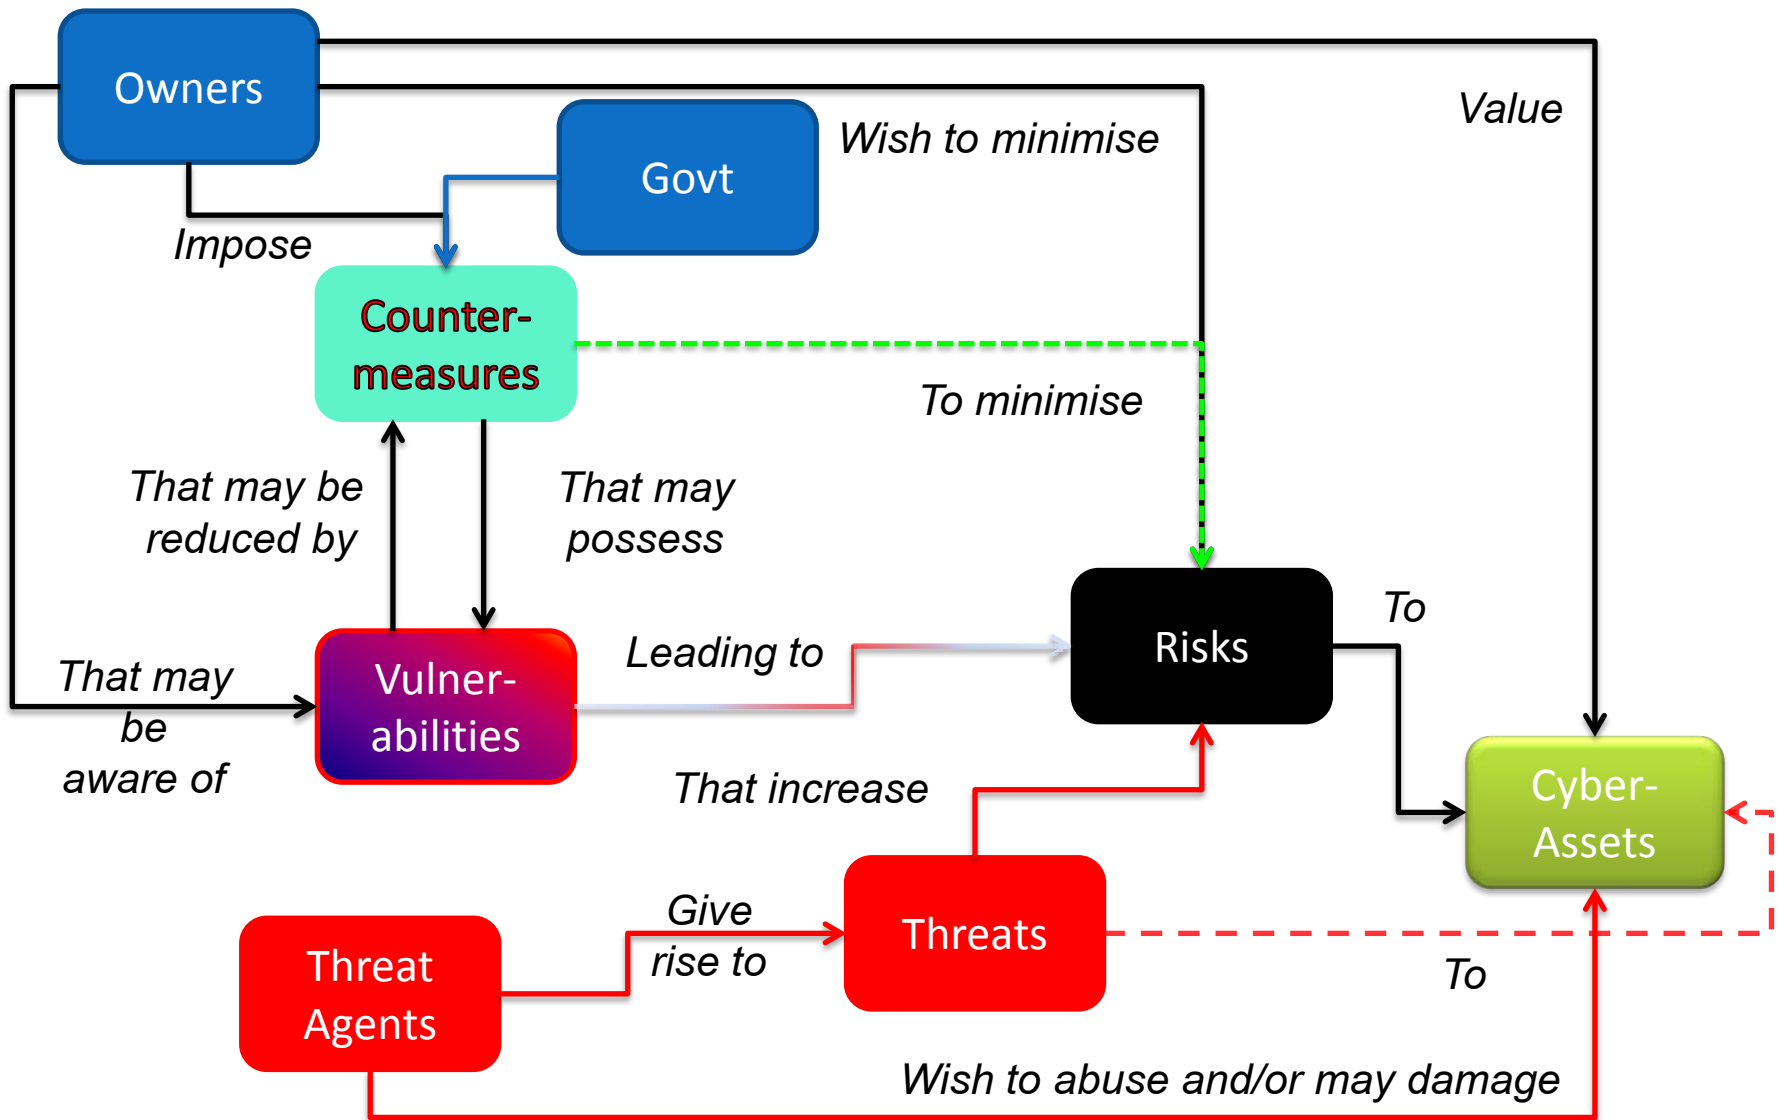 Owners
Value
Wish to minimise
Govt
Impose
Counter-
measures
To minimise
That may be
reduced by
That may
possess
To
Leading to
Risks
That may
be
aware of
Vulner-
abilities
That increase
Cyber-
Assets
Give
rise to
Threats
To
Threat
Agents
Wish to abuse and/or may damage